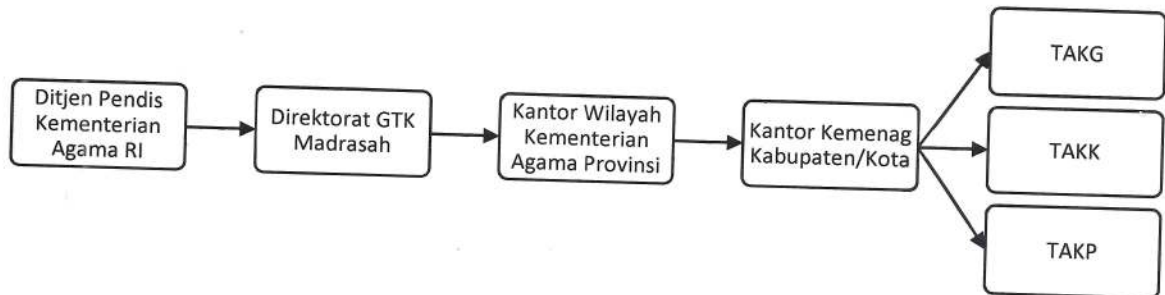 Ditjen Pendis
Kementerian
Agama RI
Direktorat GTK
Madrasah
Kantor Wilayah
Kementerian
Agama Provinsi
Kantor Kemenag
Kabupaten/Kota
TAKG
TAKK
TAKP